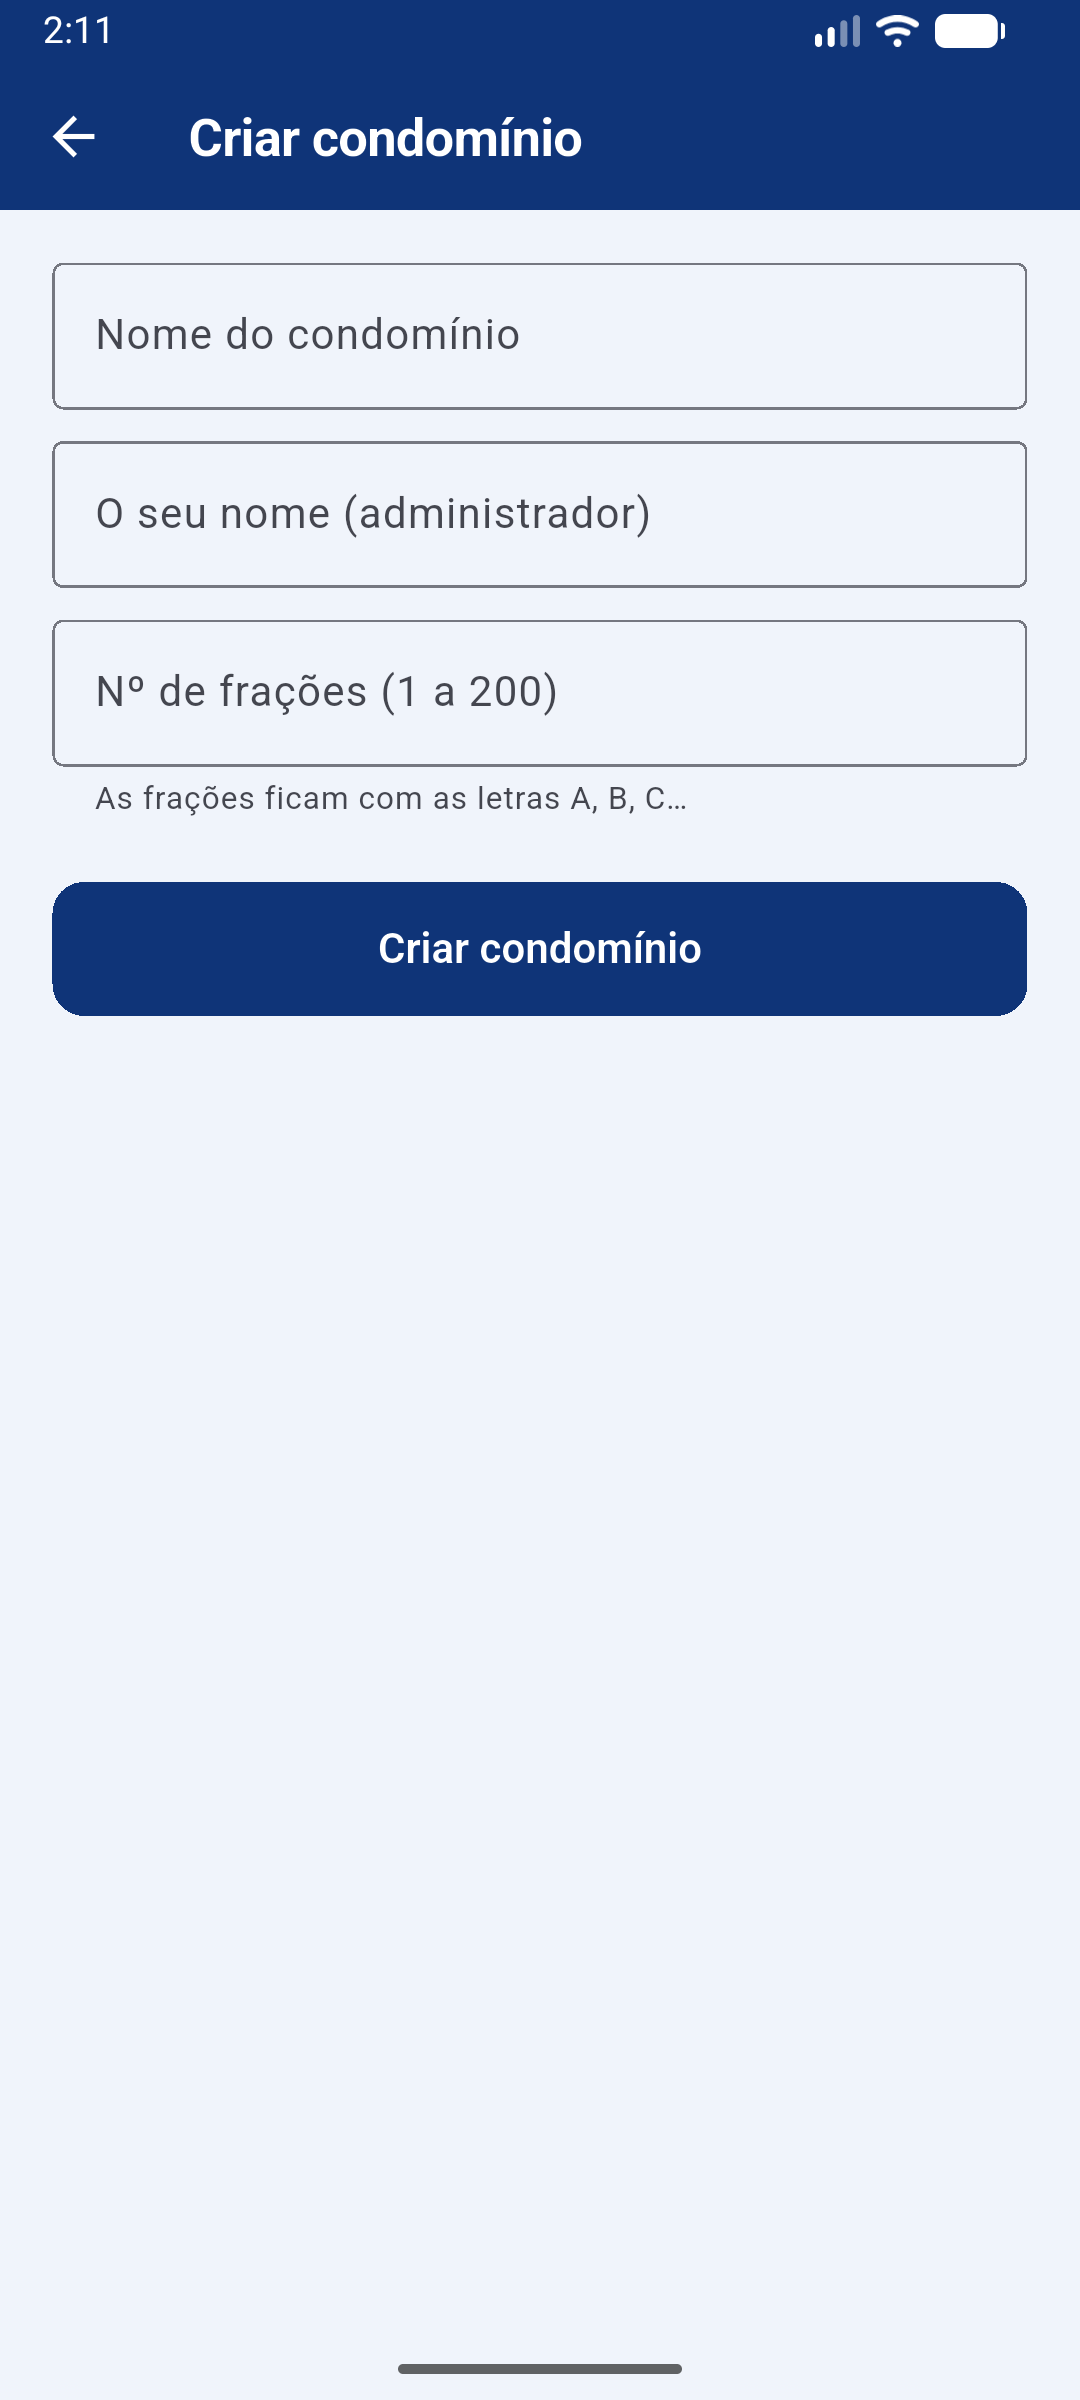 2:11
Criar condomínio
Nome do condomínio
O seu nome (administrador)
Nº de frações (1 a 200)
As frações ficam com as letras A, B, C…
Criar condomínio